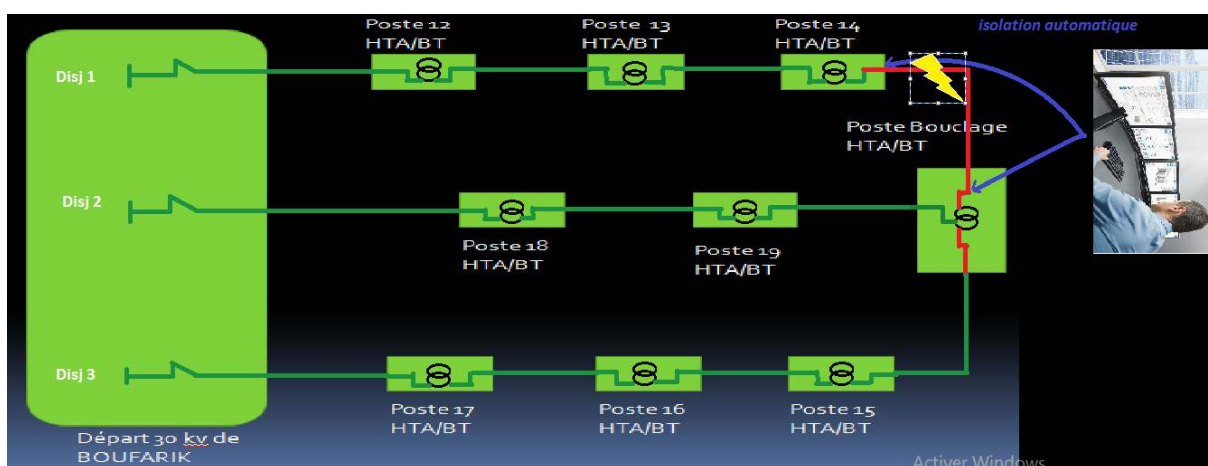 Poste 12
HTA/BT
Poste 13
HTA/BT
Poste 14
HTA/BT
isolation automatique
Disj 1
Poste Bouclage
HTA/BT
Disj 2
Poste 18
HTA/BT
Poste 19
HTA/BT
Disj 3
Poste 17
HTA/BT
Poste 16
HTA/BT
Poste 15
HTA/BT
Départ 30 kv de
BOUFARIK
Activer Windows